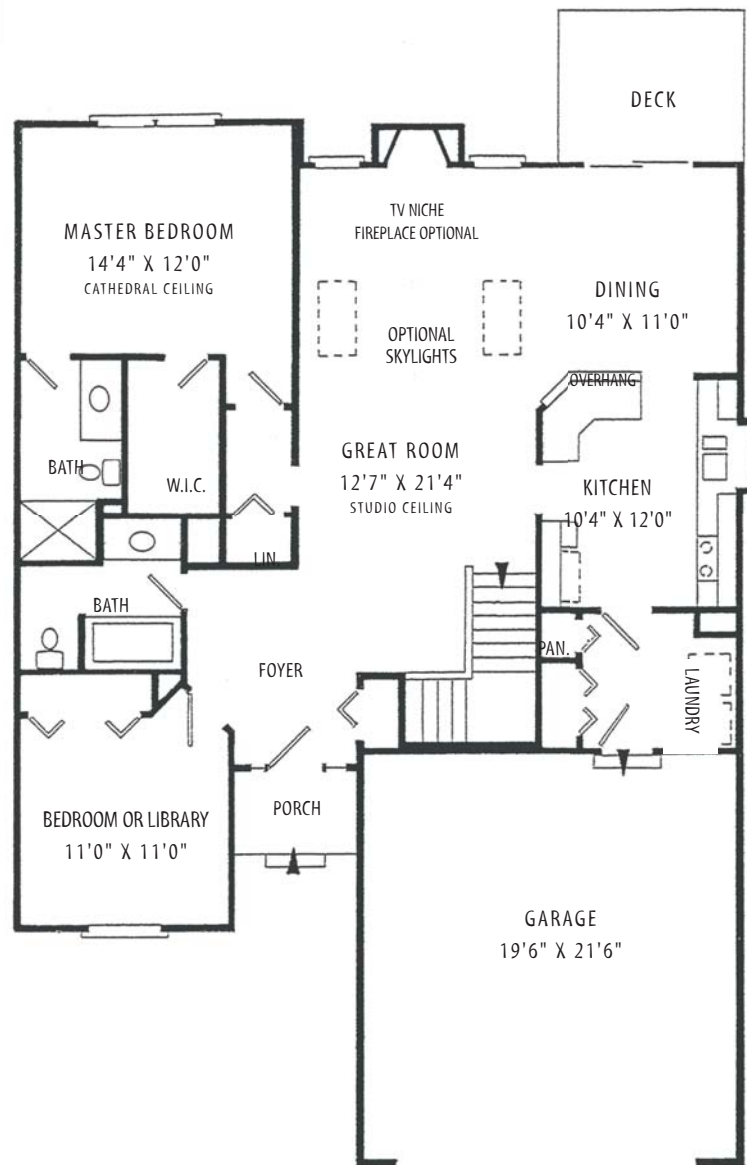 DECK
MASTER BEDROOM
14'4" X 12'0"
CATHEDRAL CEILING
TV NICHE
FIREPLACE OPTIONAL
DINING
10'4" X 11'0"
OPTIONAL
SKYLIGHTS
OVERHANG
BATH
W.I.C.
GREAT ROOM
12'7" X 21'4"
STUDIO CEILING
KITCHEN
10'4" X 12'0"
LIN.
BATH
FOYER
PAN.
LAUNDRY
BEDROOM OR LIBRARY
11'0" X 11'0"
PORCH
GARAGE
19'6" X 21'6"